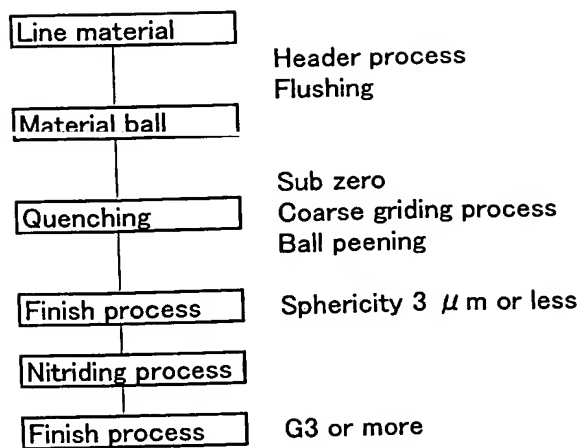 Line material
Header process
Flushing
Material ball
Sub zero
Quenching
Coarse griding process
Ball peening
Finish process
Sphericity 3 μm or less
Nitriding process
Finish process
G3 or more